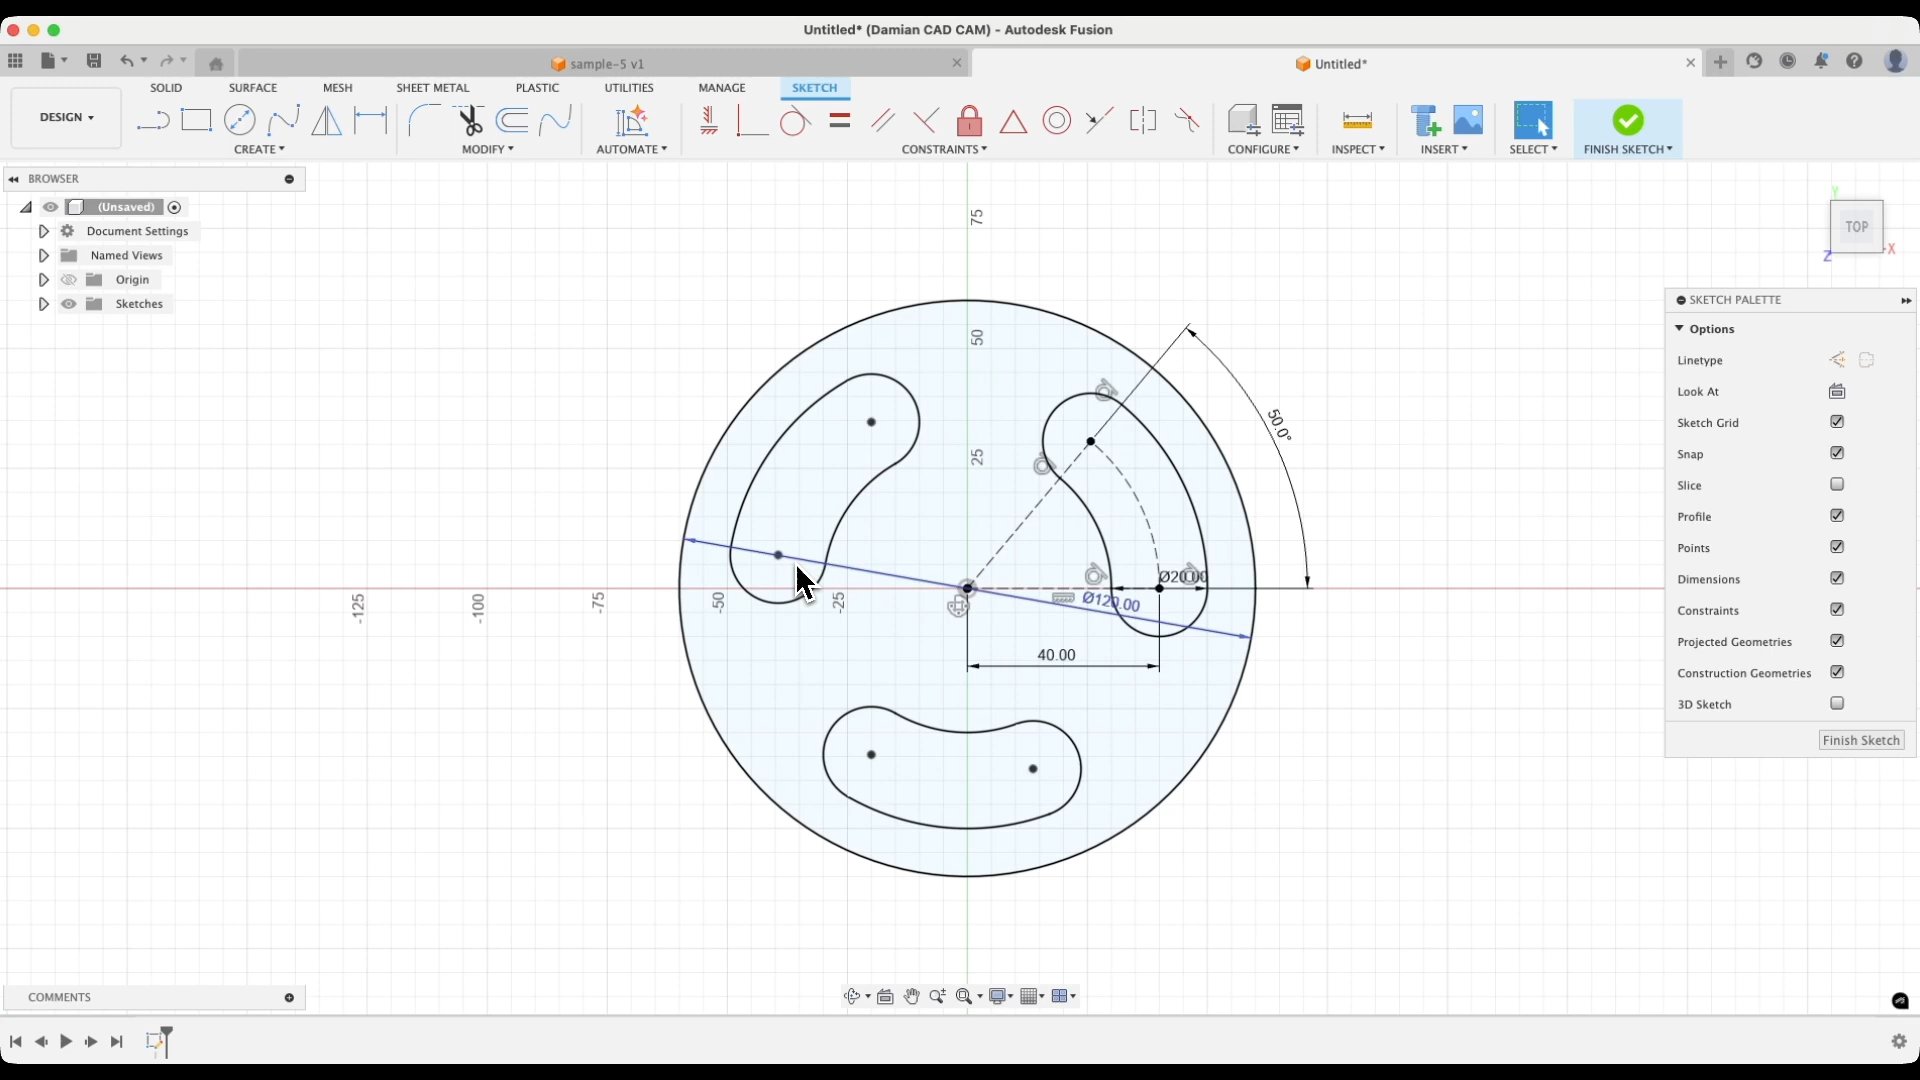 Untitled* (Damian CAD CAM) - Autodesk Fusion
sample-5 v1
Untitled*
SOLID SURFACE MESH SHEET METAL PLASTIC UTILITIES MANAGE SKETCH
DESIGN
CREATE MODIFY AUTOMATE CONSTRAINTS CONFIGURE INSPECT INSERT SELECT FINISH SKETCH
BROWSER
(Unsaved)
Document Settings
Named Views
Origin
Sketches
TOP
Y
X
Z
75
50
25
-125
-100
-75
-50
-25
50.0°
Ø20.00
Ø120.00
40.00
SKETCH PALETTE
Options
Linetype
Look At
Sketch Grid
Snap
Slice
Profile
Points
Dimensions
Constraints
Projected Geometries
Construction Geometries
3D Sketch
Finish Sketch
COMMENTS